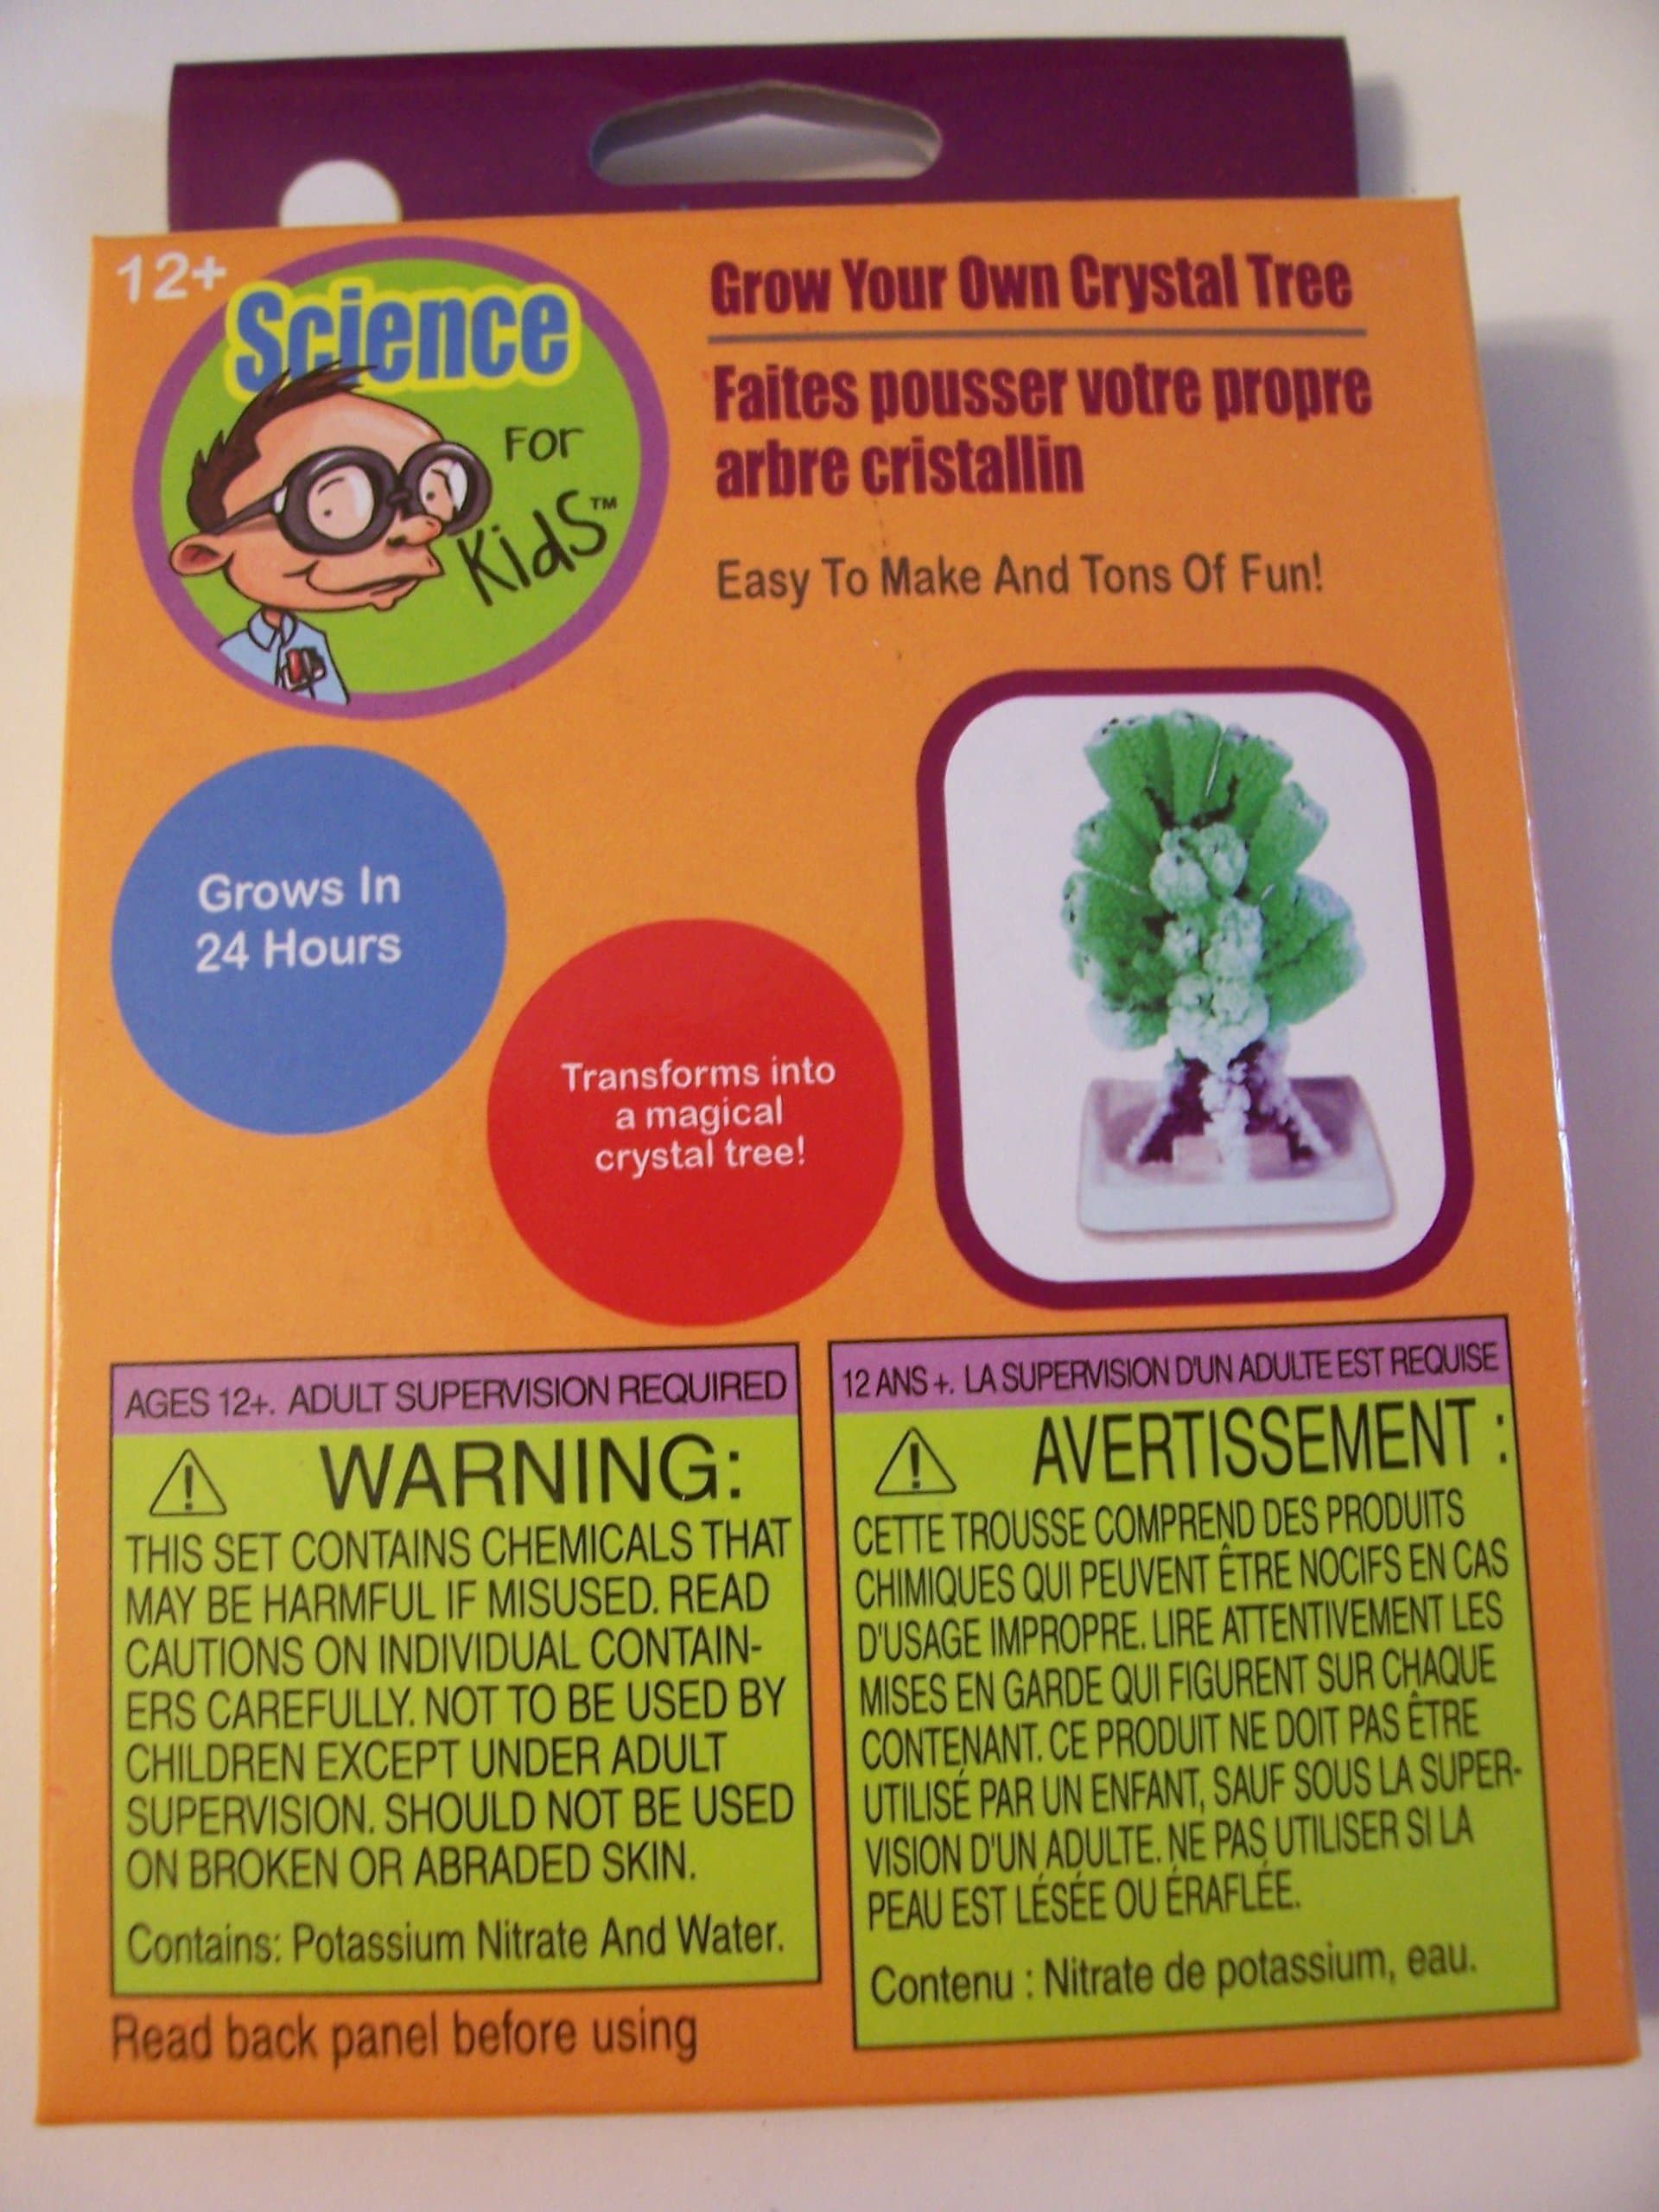 12+
Science
For
Kids™
Grow Your Own Crystal Tree
Faites pousser votre propre
arbre cristallin
Easy To Make And Tons Of Fun!
Grows In
24 Hours
Transforms into
a magical
crystal tree!
AGES 12+. ADULT SUPERVISION REQUIRED
WARNING:
THIS SET CONTAINS CHEMICALS THAT
MAY BE HARMFUL IF MISUSED. READ
CAUTIONS ON INDIVIDUAL CONTAIN-
ERS CAREFULLY. NOT TO BE USED BY
CHILDREN EXCEPT UNDER ADULT
SUPERVISION. SHOULD NOT BE USED
ON BROKEN OR ABRADED SKIN.
Contains: Potassium Nitrate And Water.
Read back panel before using
12 ANS +. LA SUPERVISION D'UN ADULTE EST REQUISE
AVERTISSEMENT :
CETTE TROUSSE COMPREND DES PRODUITS
CHIMIQUES QUI PEUVENT ÊTRE NOCIFS EN CAS
D'USAGE IMPROPRE. LIRE ATTENTIVEMENT LES
MISES EN GARDE QUI FIGURENT SUR CHAQUE
CONTENANT. CE PRODUIT NE DOIT PAS ÊTRE
UTILISÉ PAR UN ENFANT, SAUF SOUS LA SUPER-
VISION D'UN ADULTE. NE PAS UTILISER SI LA
PEAU EST LÉSÉE OU ÉRAFLÉE.
Contenu : Nitrate de potassium, eau.